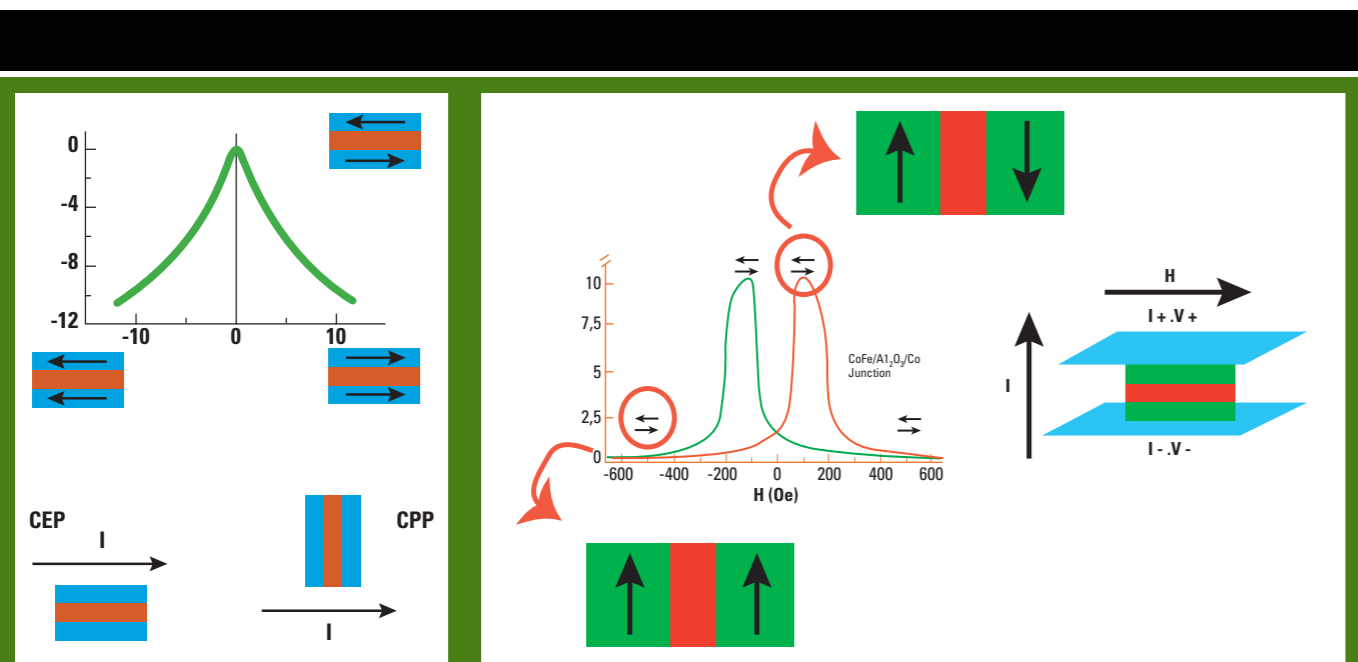 0
-4
-8
-12
-10 0 10
CEP
I
CPP
I
10
7,5
5
2,5
0
-600 -400 -200 0 200 400 600
H (Oe)
CoFe/A1₂O₃/Co
Junction
H
I + .V +
I
I - .V -